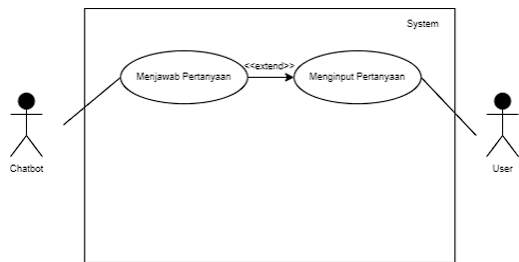 System
<<extend>>
Menjawab Pertanyaan
Menginput Pertanyaan
Chatbot
User